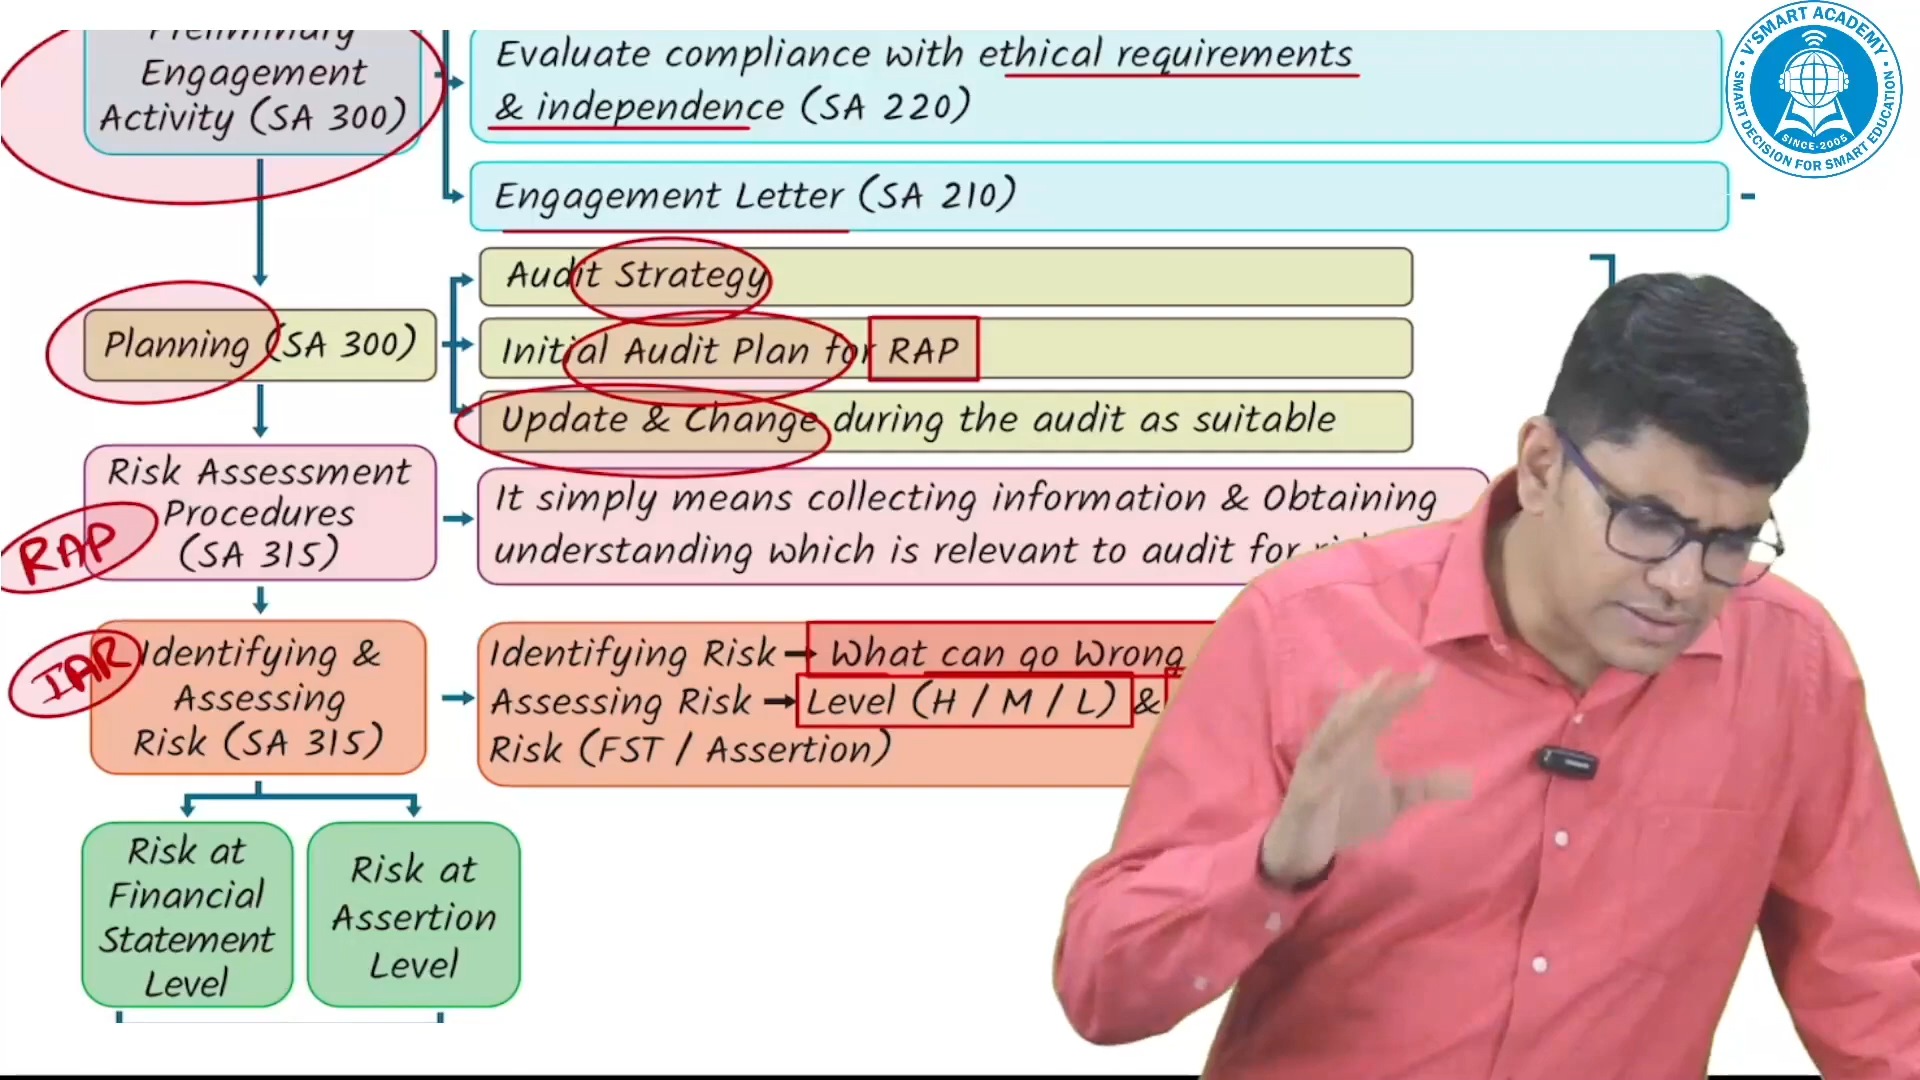 Preliminary
Engagement
Activity (SA 300)
Evaluate compliance with ethical requirements
& independence (SA 220)
Engagement Letter (SA 210)
Planning (SA 300)
Audit Strategy
Initial Audit Plan for RAP
Update & Change during the audit as suitable
Risk Assessment
Procedures
(SA 315)
RAP
It simply means collecting information & Obtaining
understanding which is relevant to audit for
IAR
Identifying &
Assessing
Risk (SA 315)
Identifying Risk → What can go Wrong
Assessing Risk → Level (H / M / L) &
Risk (FST / Assertion)
Risk at
Financial
Statement
Level
Risk at
Assertion
Level
V'SMART ACADEMY
SMART DECISION FOR SMART EDUCATION
SINCE-2005